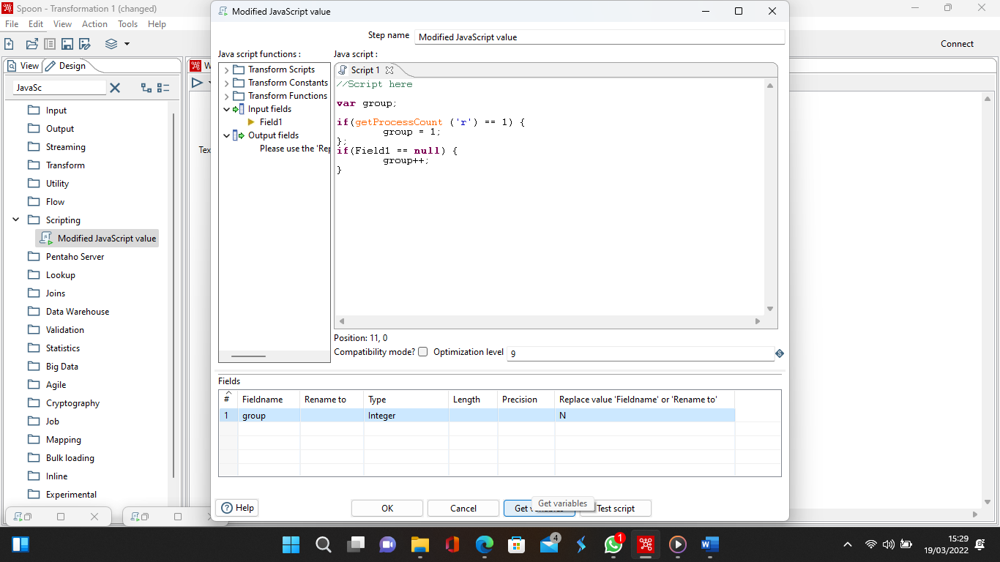 Spoon - Transformation 1 (changed)
File Edit View Action Tools Help
Connect
View Design
JavaSc
Input
Output
Streaming
Transform
Utility
Flow
Scripting
Modified JavaScript value
Pentaho Server
Lookup
Joins
Data Warehouse
Validation
Statistics
Big Data
Agile
Cryptography
Job
Mapping
Bulk loading
Inline
Experimental
W
Tex
Modified JavaScript value
Step name Modified JavaScript value
Java script functions :
Transform Scripts
Transform Constants
Transform Functions
Input fields
Field1
Output fields
Please use the 'Rep
Java script :
Script 1
//Script here
var group;
if(getProcessCount ('r') == 1) {
group = 1;
};
if(Field1 == null) {
group++;
}
Position: 11, 0
Compatibility mode? Optimization level 9
Fields
# Fieldname Rename to Type Length Precision Replace value 'Fieldname' or 'Rename to'
1 group Integer N
Help OK Cancel Get Test script
Get variables
4
1
15:29
19/03/2022